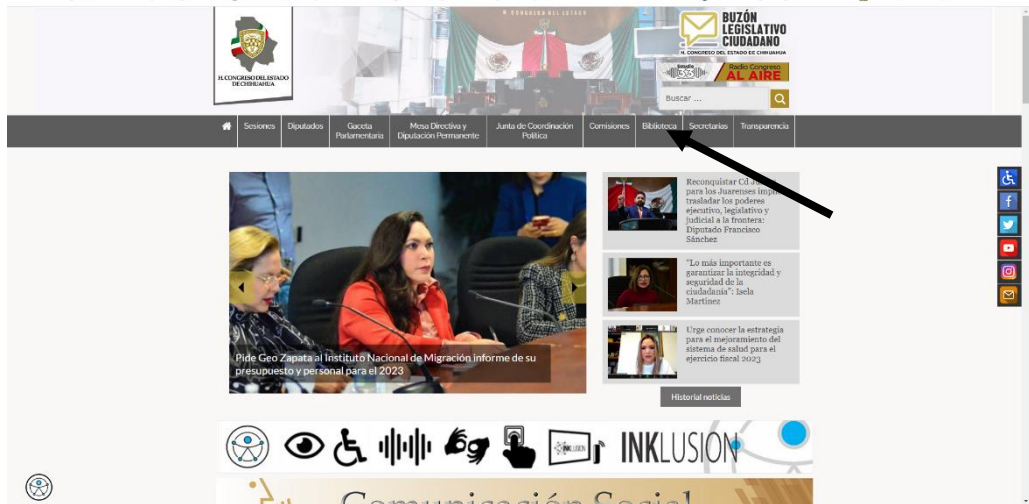 H. CONGRESO DEL ESTADO
DE CHIHUAHUA
H CONGRESO DEL ESTADO
BUZÓN
LEGISLATIVO
CIUDADANO
H. CONGRESO DEL ESTADO DE CHIHUAHUA
Estudio
Radio Congreso
AL AIRE
Buscar ...
Sesiones
Diputados
Gaceta
Parlamentaria
Mesa Directiva y
Diputación Permanente
Junta de Coordinación
Política
Comisiones
Biblioteca
Secretarías
Transparencia
Reconquistar Cd
para los Juarenses
trasladar los poderes
ejecutivo, legislativo y
judicial a la frontera:
Diputado Francisco
Sánchez
"Lo más importante es
garantizar la integridad y
seguridad de la
ciudadanía": Isela
Martínez
Urge conocer la estrategia
para el mejoramiento del
sistema de salud para el
ejercicio fiscal 2023
Pide Geo Zapata al Instituto Nacional de Migración informe de su
presupuesto y personal para el 2023
Historial noticias
INKLUSION
Comunicación Social